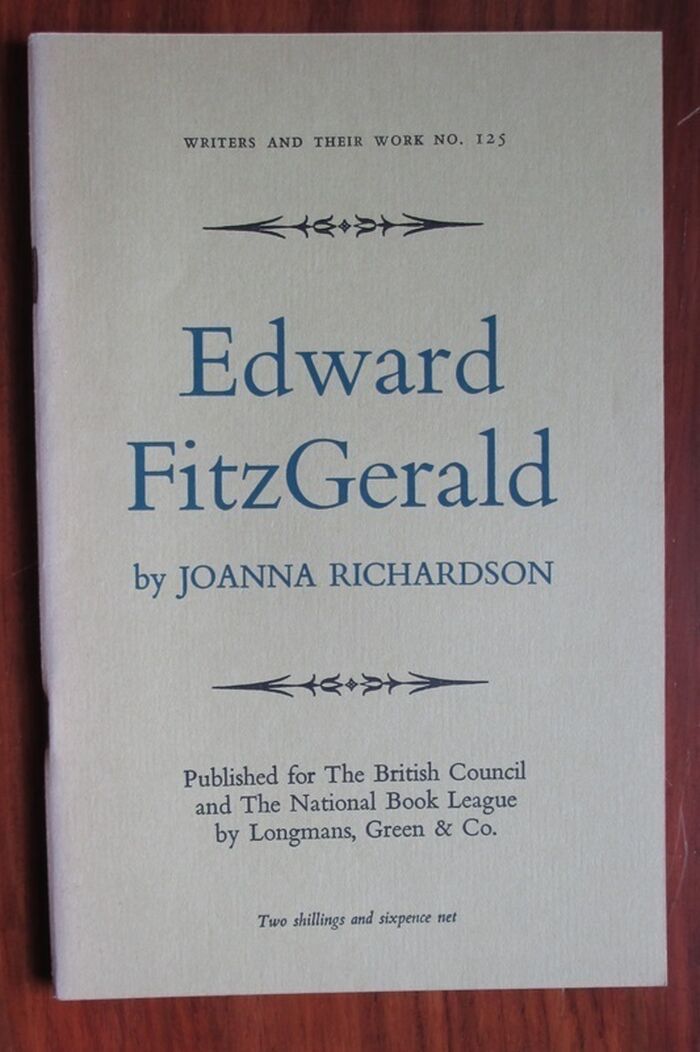 WRITERS AND THEIR WORK NO. 125
Edward
FitzGerald
by JOANNA RICHARDSON
Published for The British Council
and The National Book League
by Longmans, Green & Co.
Two shillings and sixpence net